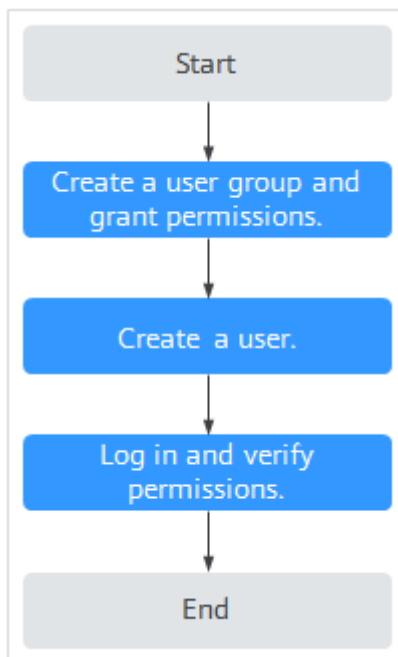 Start
Create a user group and
grant permissions.
Create a user.
Log in and verify
permissions.
End